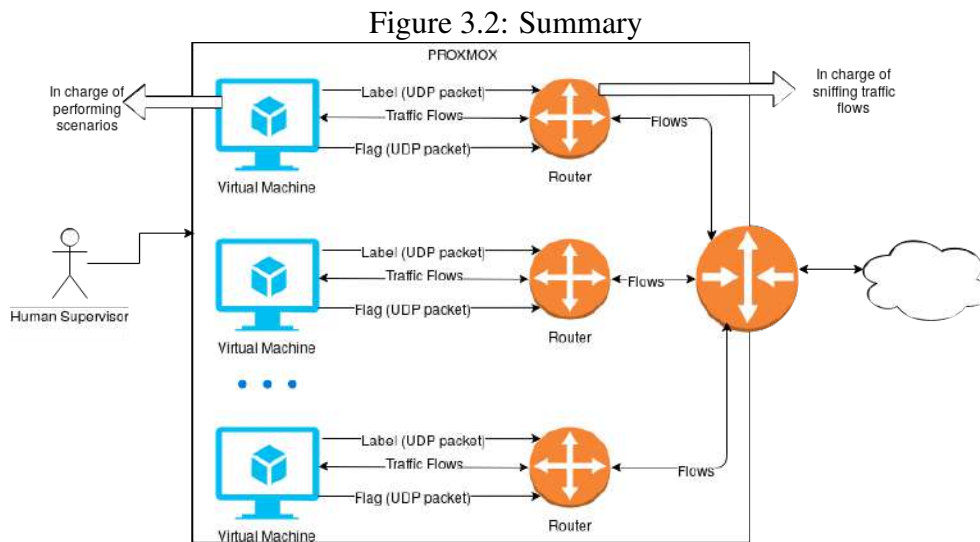 Figure 3.2: Summary
PROXMOX
In charge of
performing
scenarios
In charge of
sniffing traffic
flows
Label (UDP packet)
Traffic Flows
Flag (UDP packet)
Virtual Machine
Router
Flows
Human Supervisor
Label (UDP packet)
Traffic Flows
Flag (UDP packet)
Virtual Machine
Router
Flows
Label (UDP packet)
Traffic Flows
Flag (UDP packet)
Virtual Machine
Router
Flows